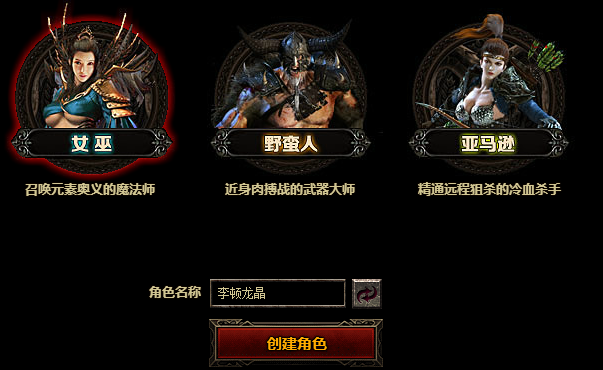 女巫 野蛮人 亚马逊
召唤元素奥义的魔法师 近身肉搏战的武器大师 精通远程狙杀的冷血杀手
角色名称 李顿龙晶
创建角色